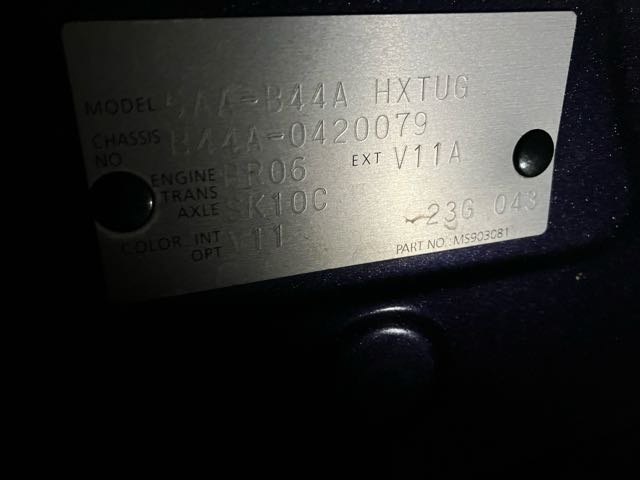 MODEL 5AA-B44A HXTUG
CHASSIS NO. B44A-0420079
ENGINE BR06 EXT V11A
TRANS AXLE SK10C 23G 043
COLOR. INT Y11
OPT PART NO.: MS903081